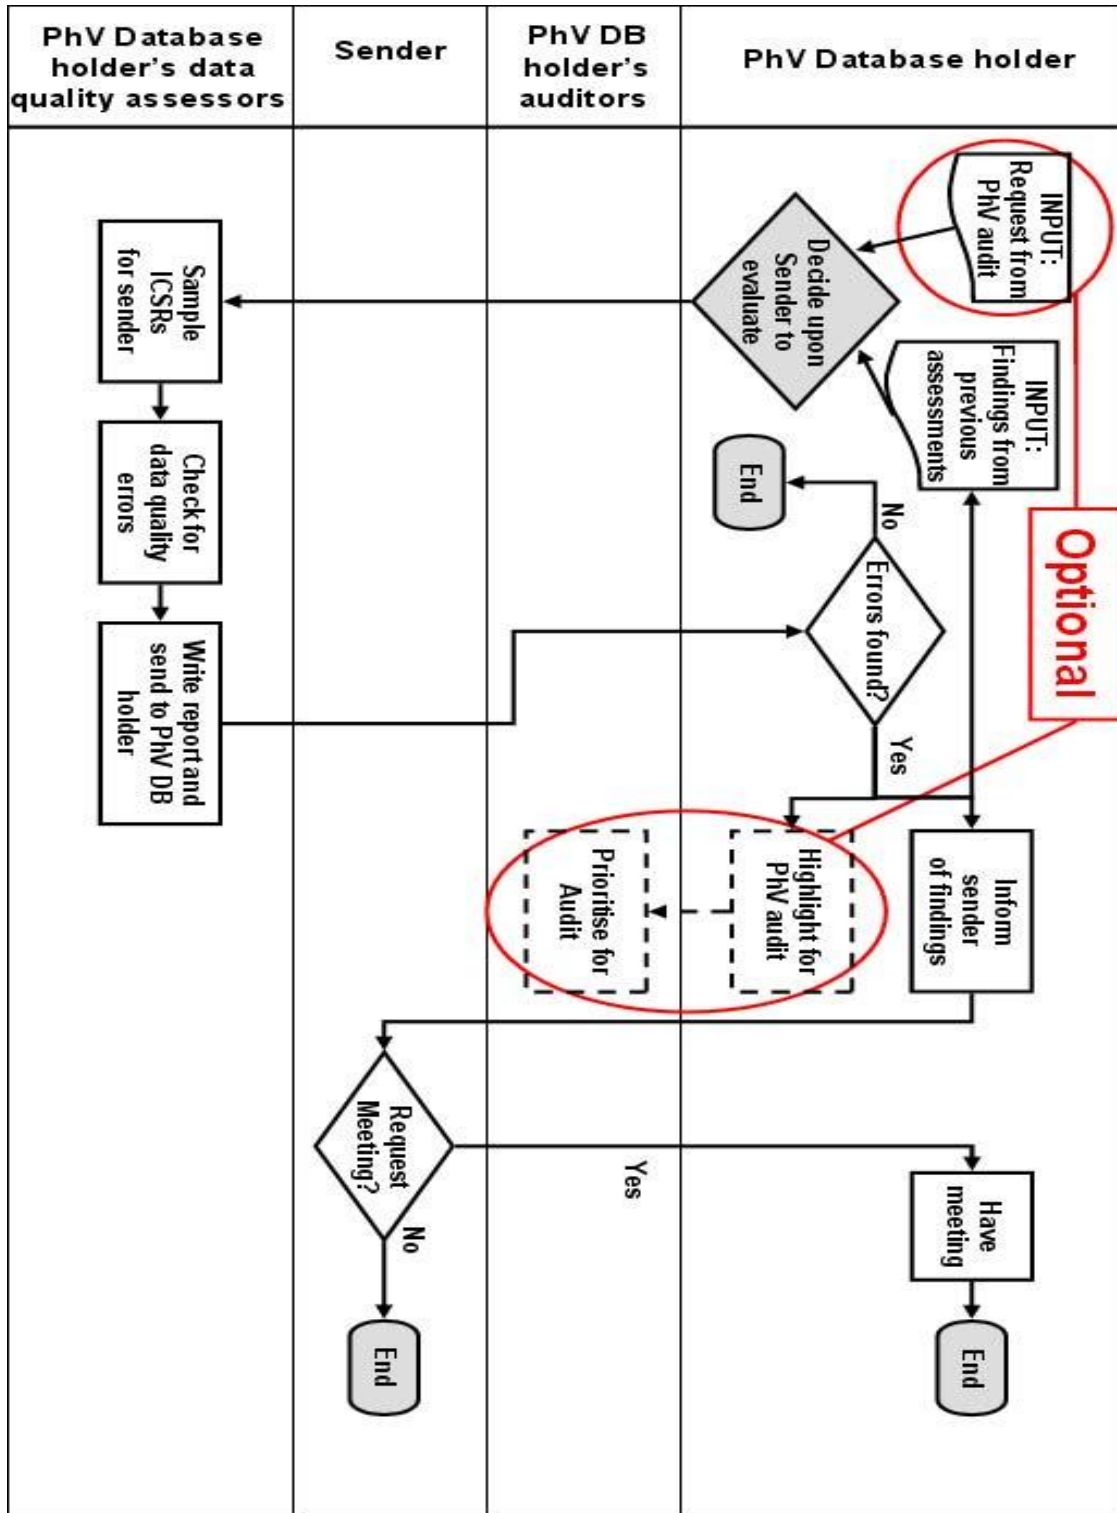 PhV Database
holder's data
quality assessors
Sender
PhV DB
holder's
auditors
PhV Database holder
INPUT:
Request from
PhV audit
Decide upon
Sender to
evaluate
INPUT:
Findings from
previous
assessments
Sample
ICSRs
for sender
Check for
data quality
errors
Write report and
send to PhV DB
holder
Errors found?
No
End
Yes
Optional
Inform
sender
of findings
Highlight for
PhV audit
Prioritise for
Audit
Request
Meeting?
Yes
Have
meeting
End
No
End